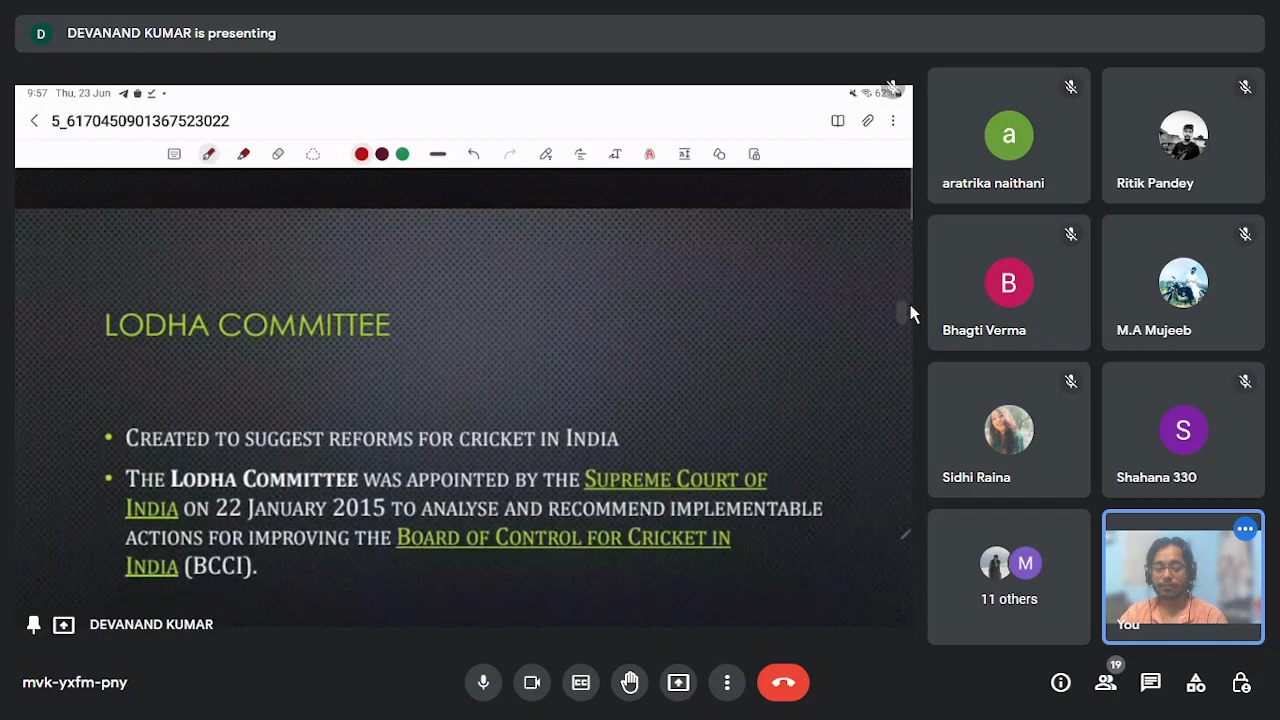 D DEVANAND KUMAR is presenting
9:57 Thu, 23 Jun
62%
5_6170450901367523022
LODHA COMMITTEE
• CREATED TO SUGGEST REFORMS FOR CRICKET IN INDIA
• THE LODHA COMMITTEE WAS APPOINTED BY THE SUPREME COURT OF
INDIA ON 22 JANUARY 2015 TO ANALYSE AND RECOMMEND IMPLEMENTABLE
ACTIONS FOR IMPROVING THE BOARD OF CONTROL FOR CRICKET IN
INDIA (BCCI).
DEVANAND KUMAR
a
aratrika naithani
Ritik Pandey
B
Bhagti Verma
M.A Mujeeb
Sidhi Raina
S
Shahana 330
M
11 others
You
mvk-yxfm-pny
19